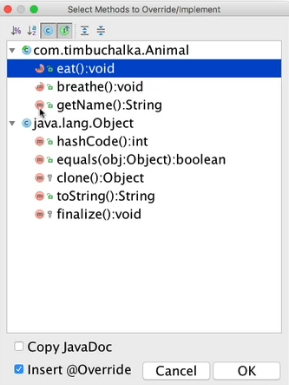 Select Methods to Override/Implement
com.timbuchalka.Animal
eat():void
breathe():void
getName():String
java.lang.Object
hashCode():int
equals(obj:Object):boolean
clone():Object
toString():String
finalize():void
Copy JavaDoc
Insert @Override
Cancel
OK